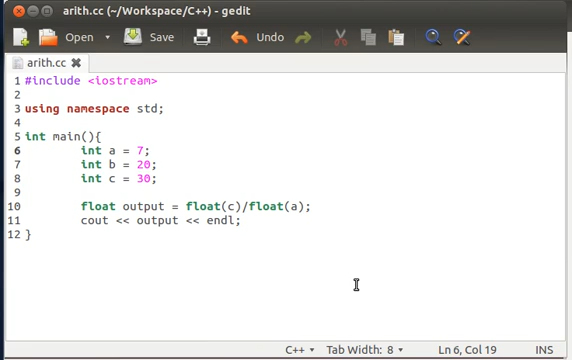 arith.cc (~/Workspace/C++) - gedit
Open Save Undo
arith.cc
1 #include <iostream>
2
3 using namespace std;
4
5 int main(){
6 int a = 7;
7 int b = 20;
8 int c = 30;
9
10 float output = float(c)/float(a);
11 cout << output << endl;
12 }
C++ Tab Width: 8 Ln 6, Col 19 INS